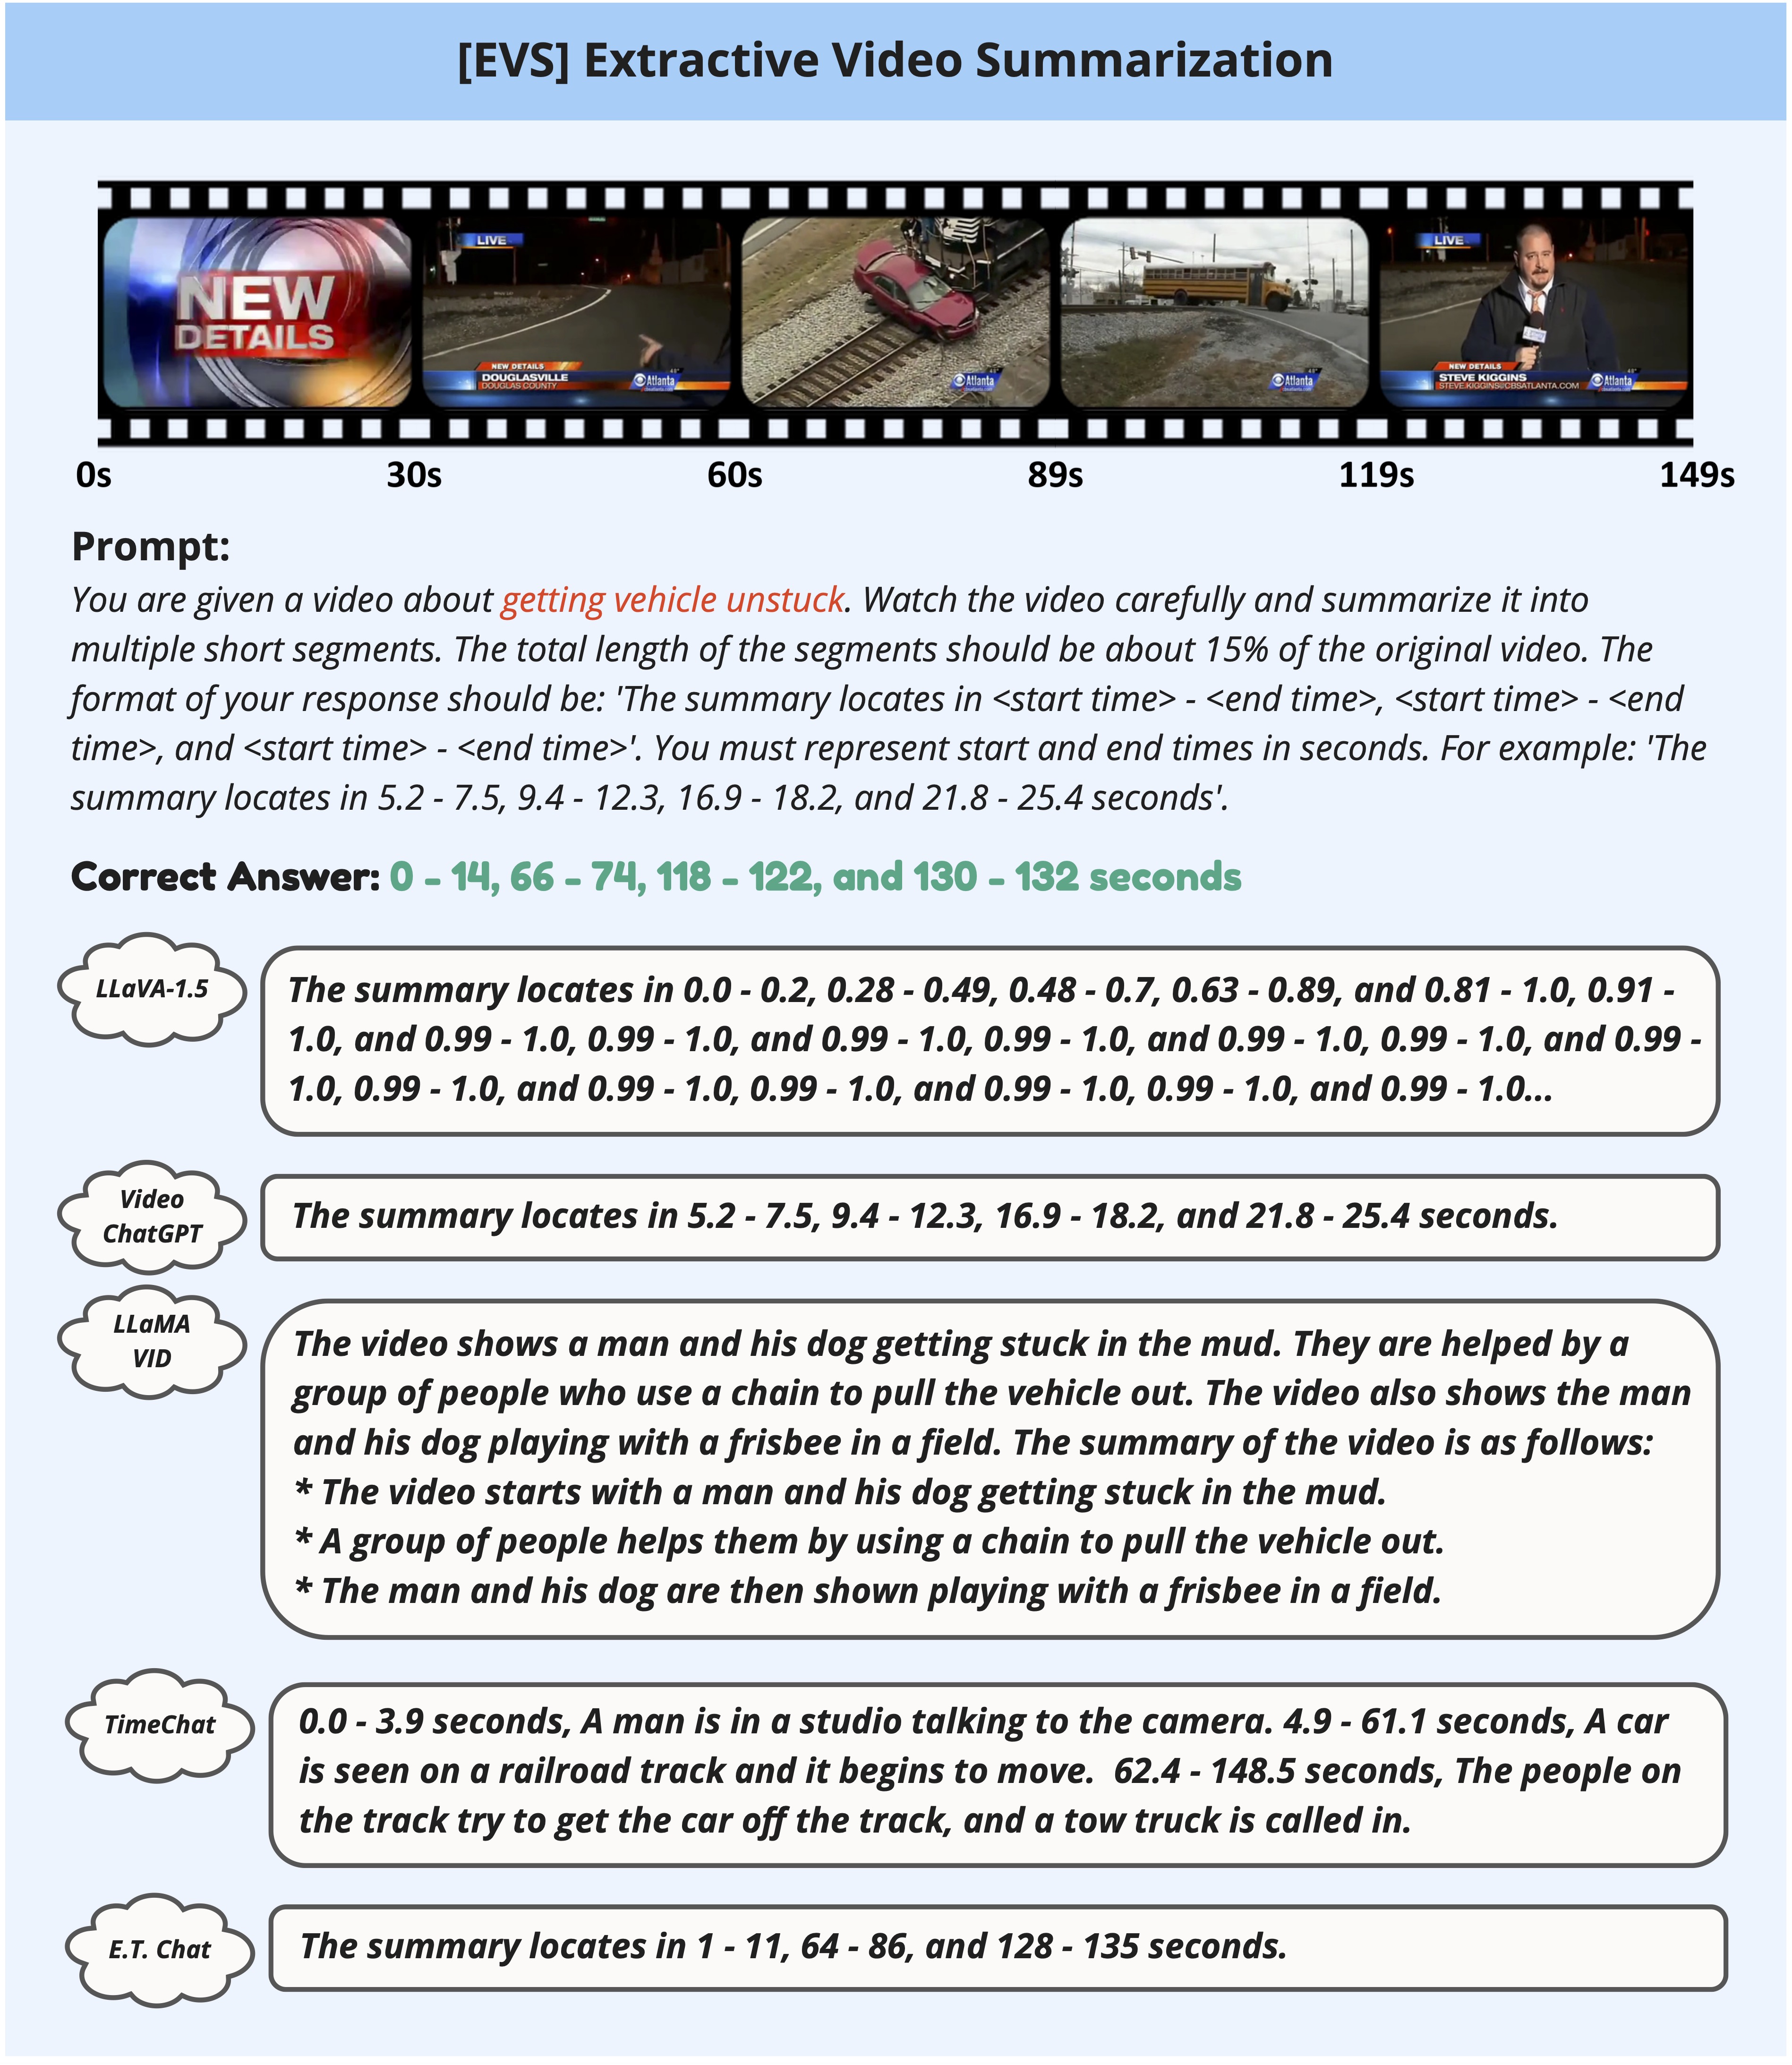 [EVS] Extractive Video Summarization
NEW
DETAILS
LIVE
NEW DETAILS
DOUGLASVILLE
DOUGLAS COUNTY
Atlanta
Atlanta
Atlanta
LIVE
NEW DETAILS
STEVE KIGGINS
STEVE.KIGGINS@CBSATLANTA.COM
Atlanta
0s 30s 60s 89s 119s 149s
Prompt:
You are given a video about getting vehicle unstuck. Watch the video carefully and summarize it into
multiple short segments. The total length of the segments should be about 15% of the original video. The
format of your response should be: 'The summary locates in <start time> - <end time>, <start time> - <end
time>, and <start time> - <end time>'. You must represent start and end times in seconds. For example: 'The
summary locates in 5.2 - 7.5, 9.4 - 12.3, 16.9 - 18.2, and 21.8 - 25.4 seconds'.
Correct Answer: 0 - 14, 66 - 74, 118 - 122, and 130 - 132 seconds
LLaVA-1.5
The summary locates in 0.0 - 0.2, 0.28 - 0.49, 0.48 - 0.7, 0.63 - 0.89, and 0.81 - 1.0, 0.91 -
1.0, and 0.99 - 1.0, 0.99 - 1.0, and 0.99 - 1.0, 0.99 - 1.0, and 0.99 - 1.0, 0.99 - 1.0, and 0.99 -
1.0, 0.99 - 1.0, and 0.99 - 1.0, 0.99 - 1.0, and 0.99 - 1.0, 0.99 - 1.0, and 0.99 - 1.0...
Video
ChatGPT
The summary locates in 5.2 - 7.5, 9.4 - 12.3, 16.9 - 18.2, and 21.8 - 25.4 seconds.
LLaMA
VID
The video shows a man and his dog getting stuck in the mud. They are helped by a
group of people who use a chain to pull the vehicle out. The video also shows the man
and his dog playing with a frisbee in a field. The summary of the video is as follows:
* The video starts with a man and his dog getting stuck in the mud.
* A group of people helps them by using a chain to pull the vehicle out.
* The man and his dog are then shown playing with a frisbee in a field.
TimeChat
0.0 - 3.9 seconds, A man is in a studio talking to the camera. 4.9 - 61.1 seconds, A car
is seen on a railroad track and it begins to move. 62.4 - 148.5 seconds, The people on
the track try to get the car off the track, and a tow truck is called in.
E.T. Chat
The summary locates in 1 - 11, 64 - 86, and 128 - 135 seconds.